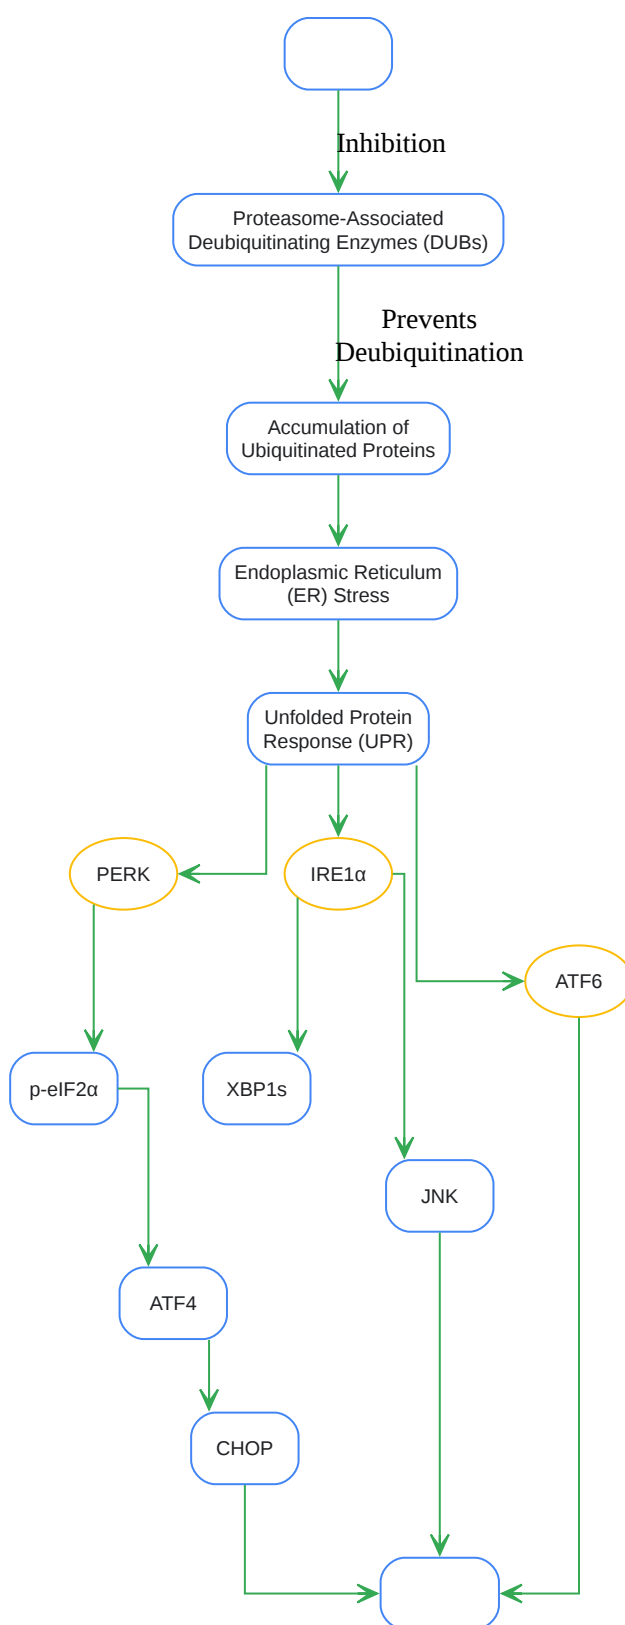 Inhibition
Proteasome-Associated
Deubiquitinating Enzymes (DUBs)
Prevents
Deubiquitination
Accumulation of
Ubiquitinated Proteins
Endoplasmic Reticulum
(ER) Stress
Unfolded Protein
Response (UPR)
PERK
IRE1α
ATF6
p-eIF2α
XBP1s
JNK
ATF4
CHOP